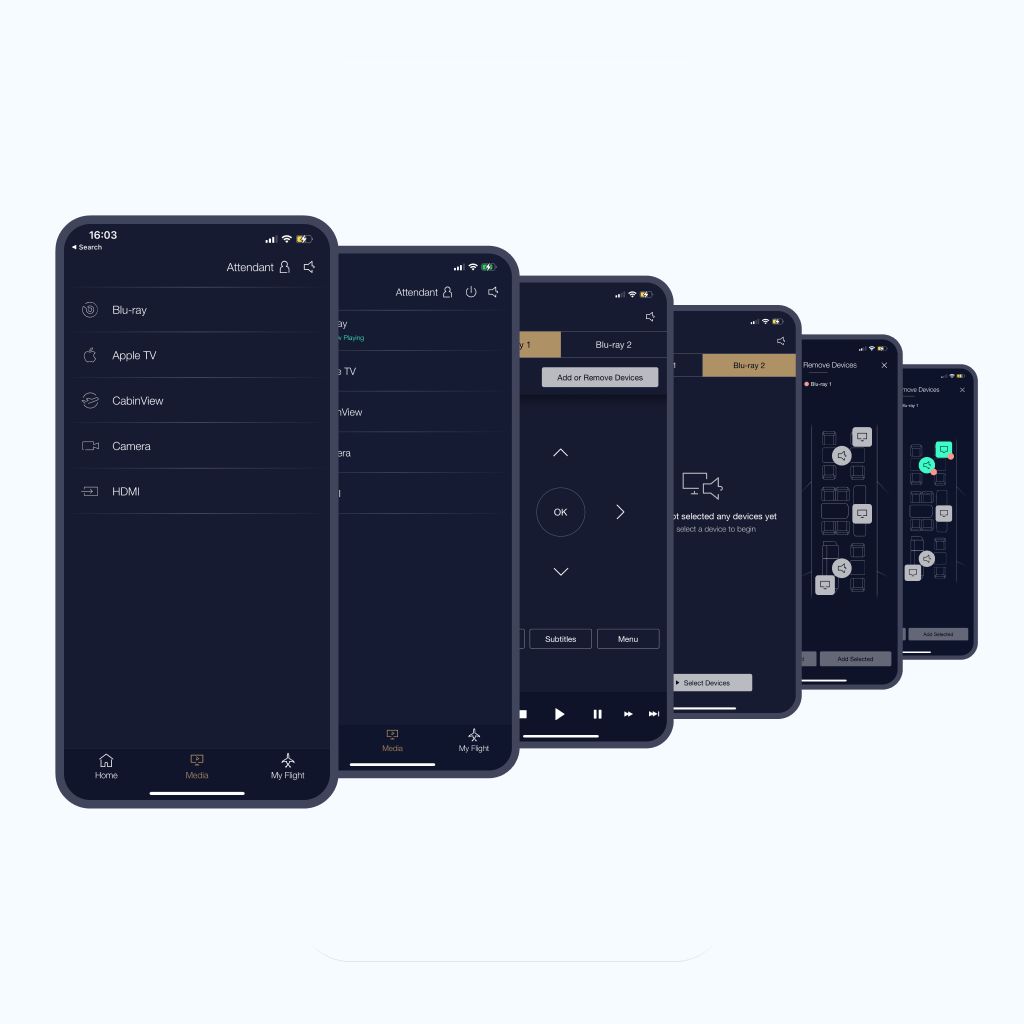 16:03
◀ Search
Attendant
Blu-ray
Apple TV
CabinView
Camera
HDMI
Home
Media
My Flight
Attendant
ay
w Playing
e TV
nView
era
I
Media
My Flight
y 1
Blu-ray 2
Add or Remove Devices
OK
Subtitles
Menu
1
Blu-ray 2
ot selected any devices yet
select a device to begin
Select Devices
Remove Devices
Blu-ray 1
Add Selected
move Devices
Blu-ray 1
Add Selected